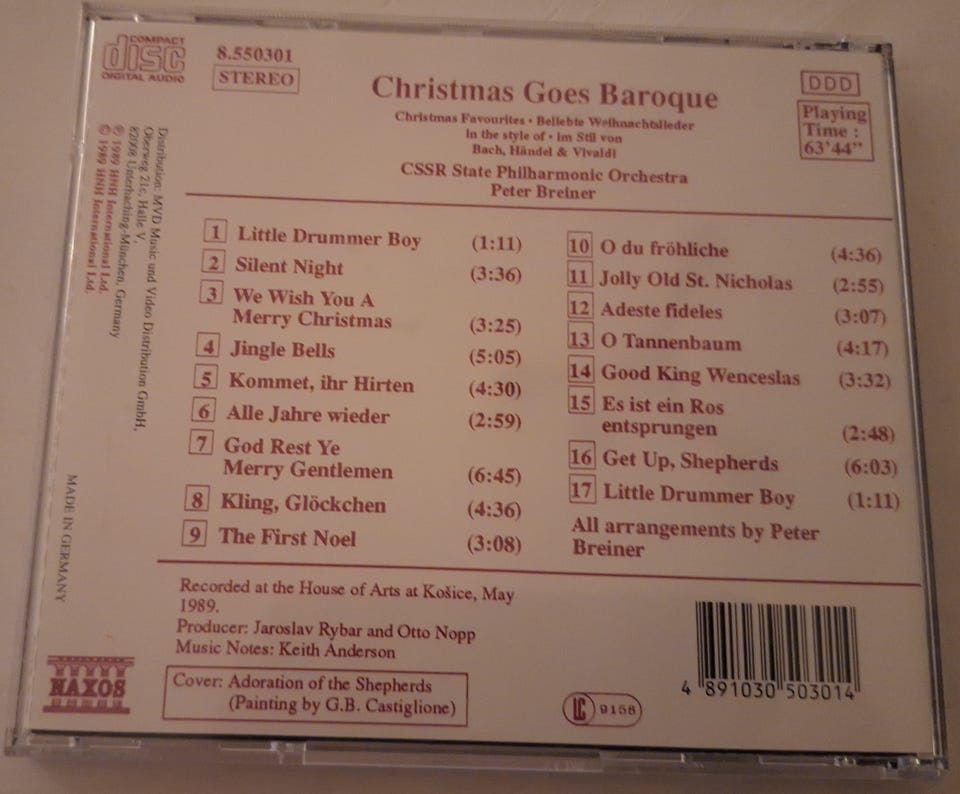 COMPACT
disc
DIGITAL AUDIO
8.550301
STEREO
Christmas Goes Baroque
Christmas Favourites • Beliebte Weihnachtslieder
in the style of • im Stil von
Bach, Händel & Vivaldi
CSSR State Philharmonic Orchestra
Peter Breiner
DDD
Playing
Time :
63'44"
1 Little Drummer Boy (1:11)
2 Silent Night (3:36)
3 We Wish You A
Merry Christmas (3:25)
4 Jingle Bells (5:05)
5 Kommet, ihr Hirten (4:30)
6 Alle Jahre wieder (2:59)
7 God Rest Ye
Merry Gentlemen (6:45)
8 Kling, Glöckchen (4:36)
9 The First Noel (3:08)
10 O du fröhliche (4:36)
11 Jolly Old St. Nicholas (2:55)
12 Adeste fideles (3:07)
13 O Tannenbaum (4:17)
14 Good King Wenceslas (3:32)
15 Es ist ein Ros
entsprungen (2:48)
16 Get Up, Shepherds (6:03)
17 Little Drummer Boy (1:11)
All arrangements by Peter
Breiner
Recorded at the House of Arts at Košice, May
1989.
Producer: Jaroslav Rybar and Otto Nopp
Music Notes: Keith Anderson
Cover: Adoration of the Shepherds
(Painting by G.B. Castiglione)
LC 9158
4 891030 503014
Distribution: MVD Music und Video Distribution GmbH,
Oberweg 21c, Halle V,
82008 Unterhaching-München, Germany
℗ 1989 HNH International Ltd.
© 1989 HNH International Ltd.
MADE IN GERMANY
NAXOS